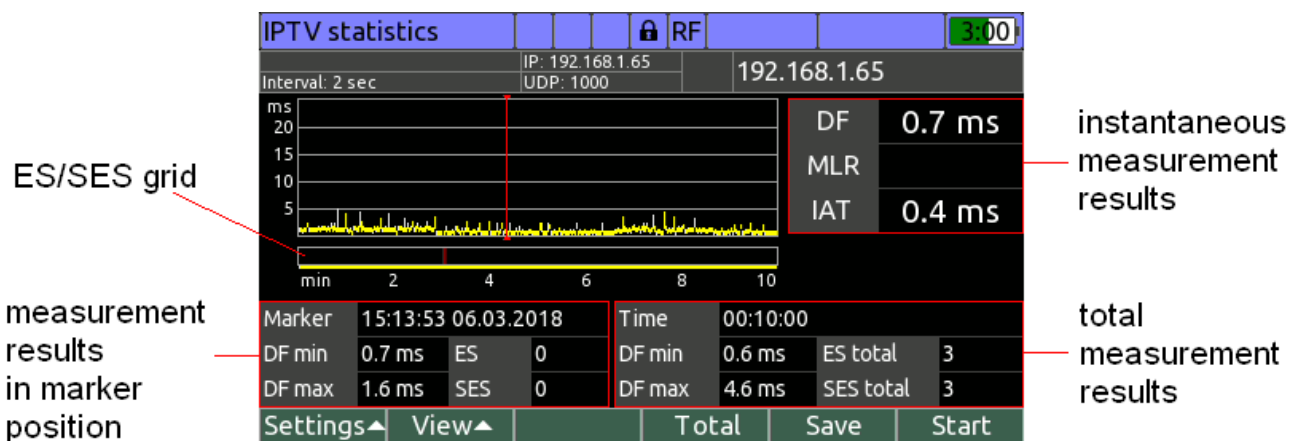 IPTV statistics RF 3:00
IP: 192.168.1.65
Interval: 2 sec UDP: 1000
192.168.1.65
ms
20
15
10
5
min 2 4 6 8 10
DF 0.7 ms
MLR
IAT 0.4 ms
ES/SES grid
instantaneous
measurement
results
measurement
results
in marker
position
Marker 15:13:53 06.03.2018
DF min 0.7 ms ES 0
DF max 1.6 ms SES 0
Time 00:10:00
DF min 0.6 ms ES total 3
DF max 4.6 ms SES total 3
total
measurement
results
Settings▲ View▲ Total Save Start